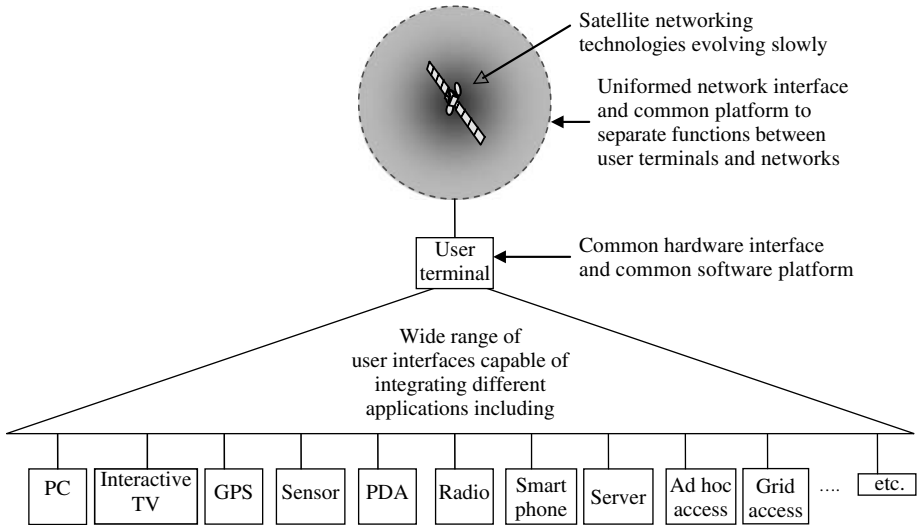 Satellite networking
technologies evolving slowly
Uniformed network interface
and common platform to
separate functions between
user terminals and networks
User
terminal
Common hardware interface
and common software platform
Wide range of
user interfaces capable of
integrating different
applications including
PC
Interactive
TV
GPS
Sensor
PDA
Radio
Smart
phone
Server
Ad hoc
access
Grid
access
....
etc.